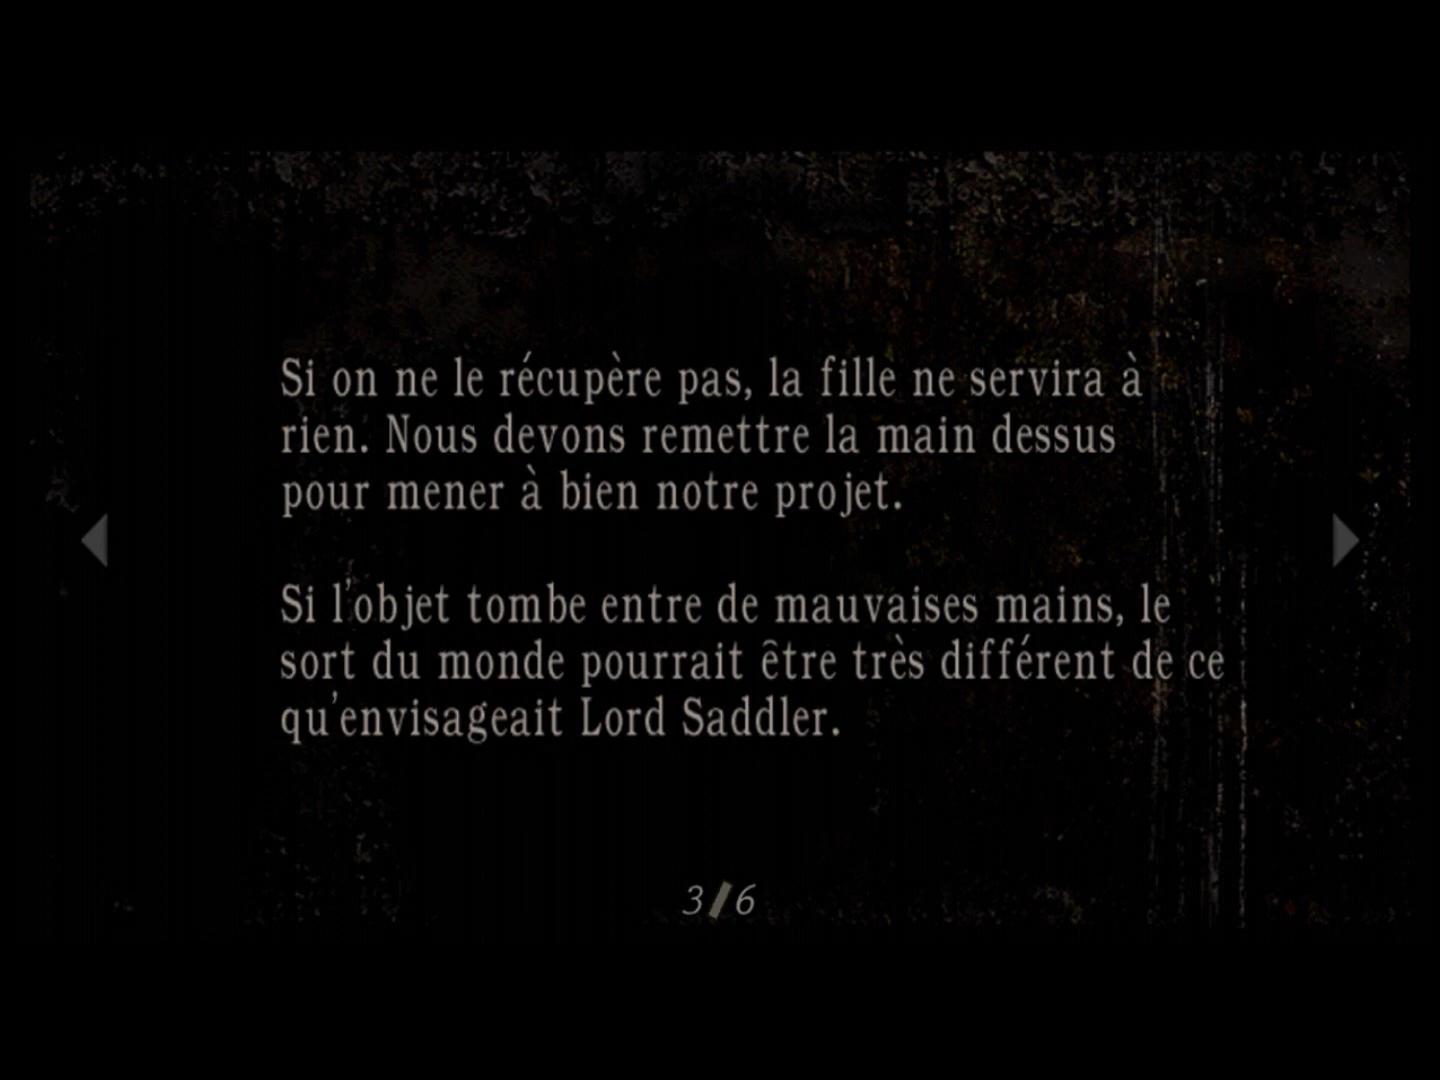 Si on ne le récupère pas, la fille ne servira à
rien. Nous devons remettre la main dessus
pour mener à bien notre projet.
Si l'objet tombe entre de mauvaises mains, le
sort du monde pourrait être très différent de ce
qu'envisageait Lord Saddler.
3/6